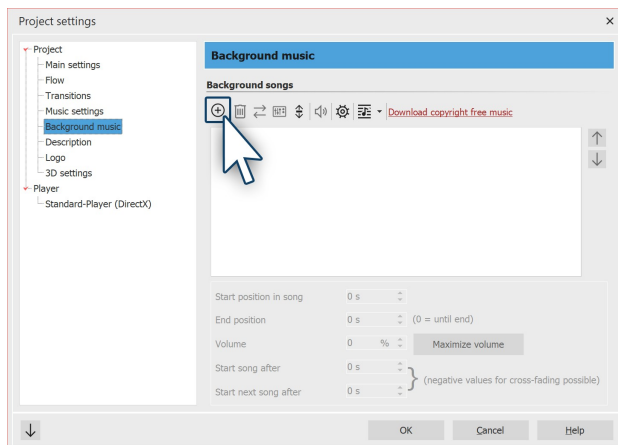 Project settings
Project
Main settings
Flow
Transitions
Music settings
Background music
Description
Logo
3D settings
Player
Standard-Player (DirectX)
Background music
Background songs
Download copyright free music
Start position in song 0 s
End position 0 s (0 = until end)
Volume 0 % Maximize volume
Start song after 0 s
(negative values for cross-fading possible)
Start next song after 0 s
OK Cancel Help